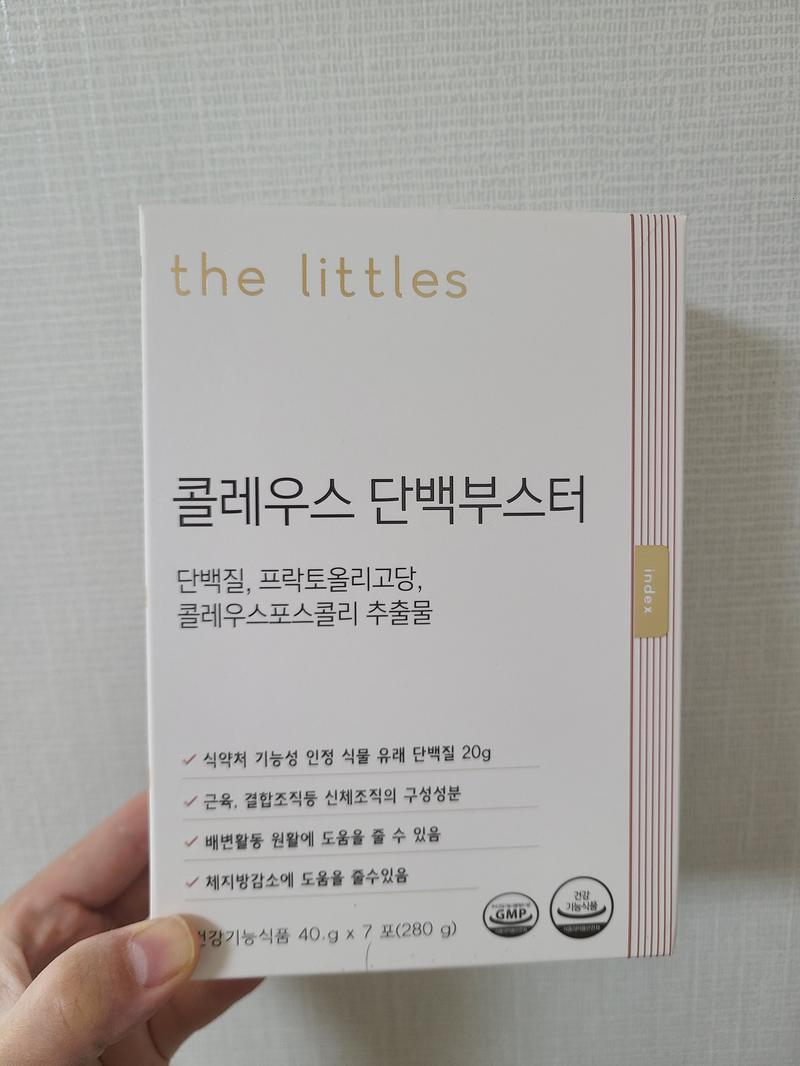 the littles
콜레우스 단백부스터
단백질, 프락토올리고당,
콜레우스포스콜리 추출물
index
식약처 기능성 인정 식물 유래 단백질 20g
근육, 결합조직등 신체조직의 구성성분
배변활동 원활에 도움을 줄 수 있음
체지방감소에 도움을 줄수있음
건강기능식품 40.g x 7 포(280 g)
GMP
건강
기능식품